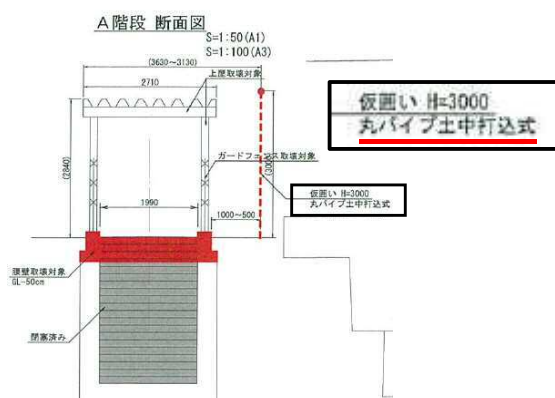 A階段 断面図
S=1:50(A1)
S=1:100(A3)
(3630~3130)
2710
上屋取壊対象
(2840)
(3000)
ガードフェンス取壊対象
1990
仮囲い H=3000
丸パイプ土中打込式
1000~500
腰壁取壊対象
GL-50cm
閉塞済み
仮囲い H=3000
丸パイプ土中打込式